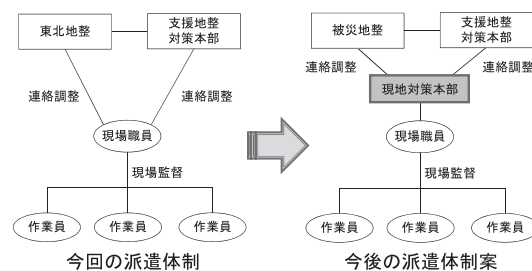 東北地整
支援地整
対策本部
連絡調整
連絡調整
現場職員
現場監督
作業員
作業員
作業員
今回の派遣体制
被災地整
支援地整
対策本部
連絡調整
連絡調整
現地対策本部
現場職員
現場監督
作業員
作業員
作業員
今後の派遣体制案